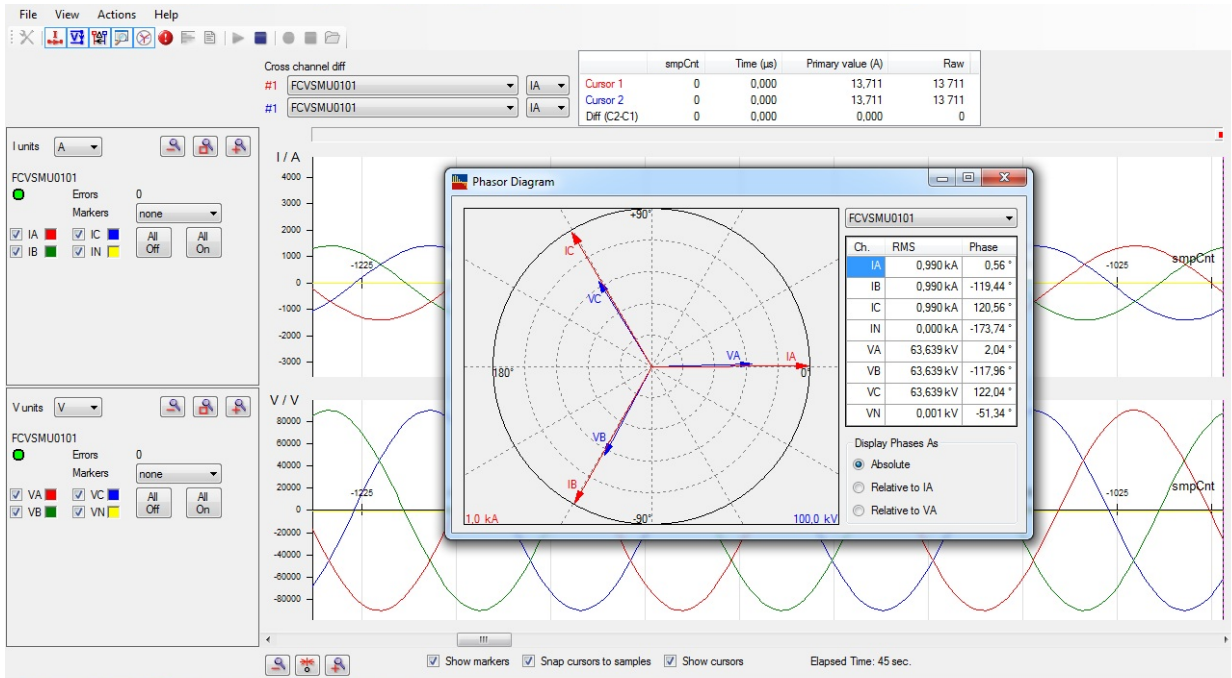 File View Actions Help
Cross channel diff
#1 FCVSMU0101 IA
#1 FCVSMU0101 IA
smpCnt Time (µs) Primary value (A) Raw
Cursor 1 0 0,000 13,711 13 711
Cursor 2 0 0,000 13,711 13 711
Diff (C2-C1) 0 0,000 0,000 0
I units A
FCVSMU0101
Errors 0
Markers none
IA IC All Off All On
IB IN
I / A
4000
3000
2000
1000
0
-1000
-2000
-3000
-1225
-1025
smpCnt
V units V
FCVSMU0101
Errors 0
Markers none
VA VC All Off All On
VB VN
V / V
80000
60000
40000
20000
0
-20000
-40000
-60000
-80000
-1225
-1025
smpCnt
Phasor Diagram
+90°
IC
VC
VA IA
180° 0°
VB
IB
-90°
1,0 kA 100,0 kV
FCVSMU0101
Ch. RMS Phase
IA 0,990 kA 0,56 °
IB 0,990 kA -119,44 °
IC 0,990 kA 120,56 °
IN 0,000 kA -173,74 °
VA 63,639 kV 2,04 °
VB 63,639 kV -117,96 °
VC 63,639 kV 122,04 °
VN 0,001 kV -51,34 °
Display Phases As
Absolute
Relative to IA
Relative to VA
Show markers Snap cursors to samples Show cursors Elapsed Time: 45 sec.